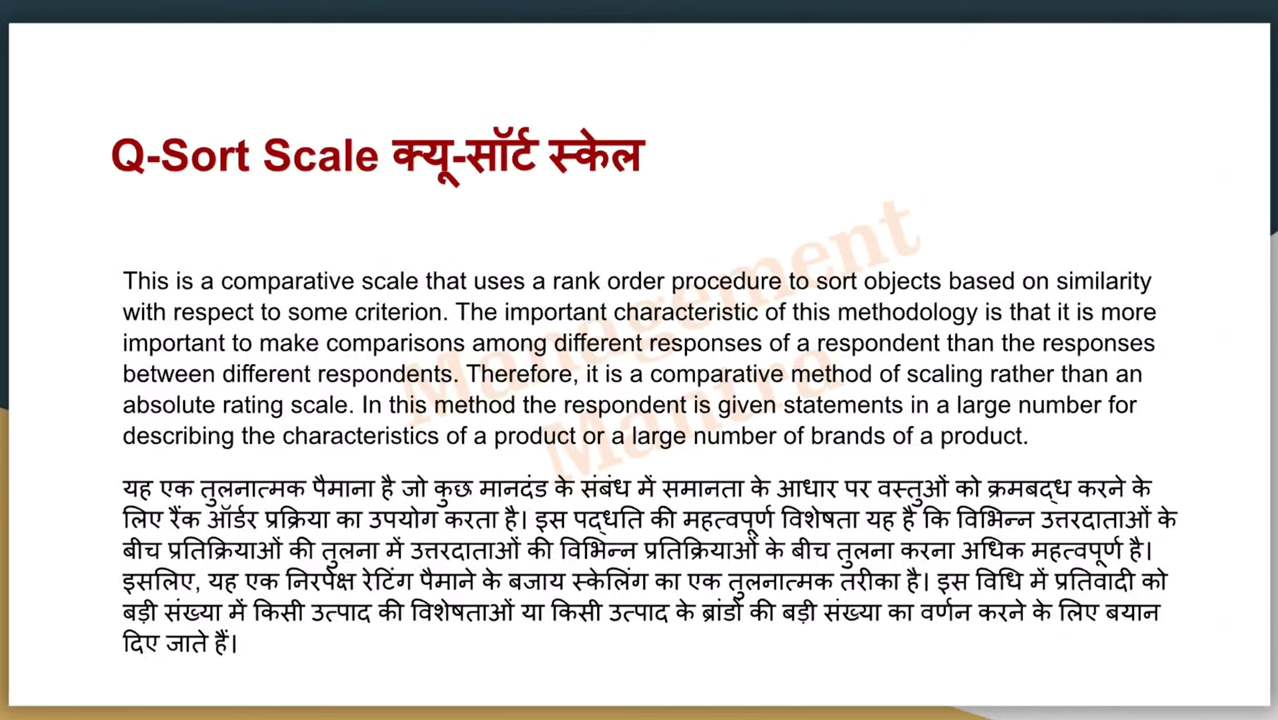 Q-Sort Scale क्यू-सॉर्ट स्केल
This is a comparative scale that uses a rank order procedure to sort objects based on similarity
with respect to some criterion. The important characteristic of this methodology is that it is more
important to make comparisons among different responses of a respondent than the responses
between different respondents. Therefore, it is a comparative method of scaling rather than an
absolute rating scale. In this method the respondent is given statements in a large number for
describing the characteristics of a product or a large number of brands of a product.
यह एक तुलनात्मक पैमाना है जो कुछ मानदंड के संबंध में समानता के आधार पर वस्तुओं को क्रमबद्ध करने के
लिए रैंक ऑर्डर प्रक्रिया का उपयोग करता है। इस पद्धति की महत्वपूर्ण विशेषता यह है कि विभिन्न उत्तरदाताओं के
बीच प्रतिक्रियाओं की तुलना में उत्तरदाताओं की विभिन्न प्रतिक्रियाओं के बीच तुलना करना अधिक महत्वपूर्ण है।
इसलिए, यह एक निरपेक्ष रेटिंग पैमाने के बजाय स्केलिंग का एक तुलनात्मक तरीका है। इस विधि में प्रतिवादी को
बड़ी संख्या में किसी उत्पाद की विशेषताओं या किसी उत्पाद के ब्रांडों की बड़ी संख्या का वर्णन करने के लिए बयान
दिए जाते हैं।
Management
Mantra